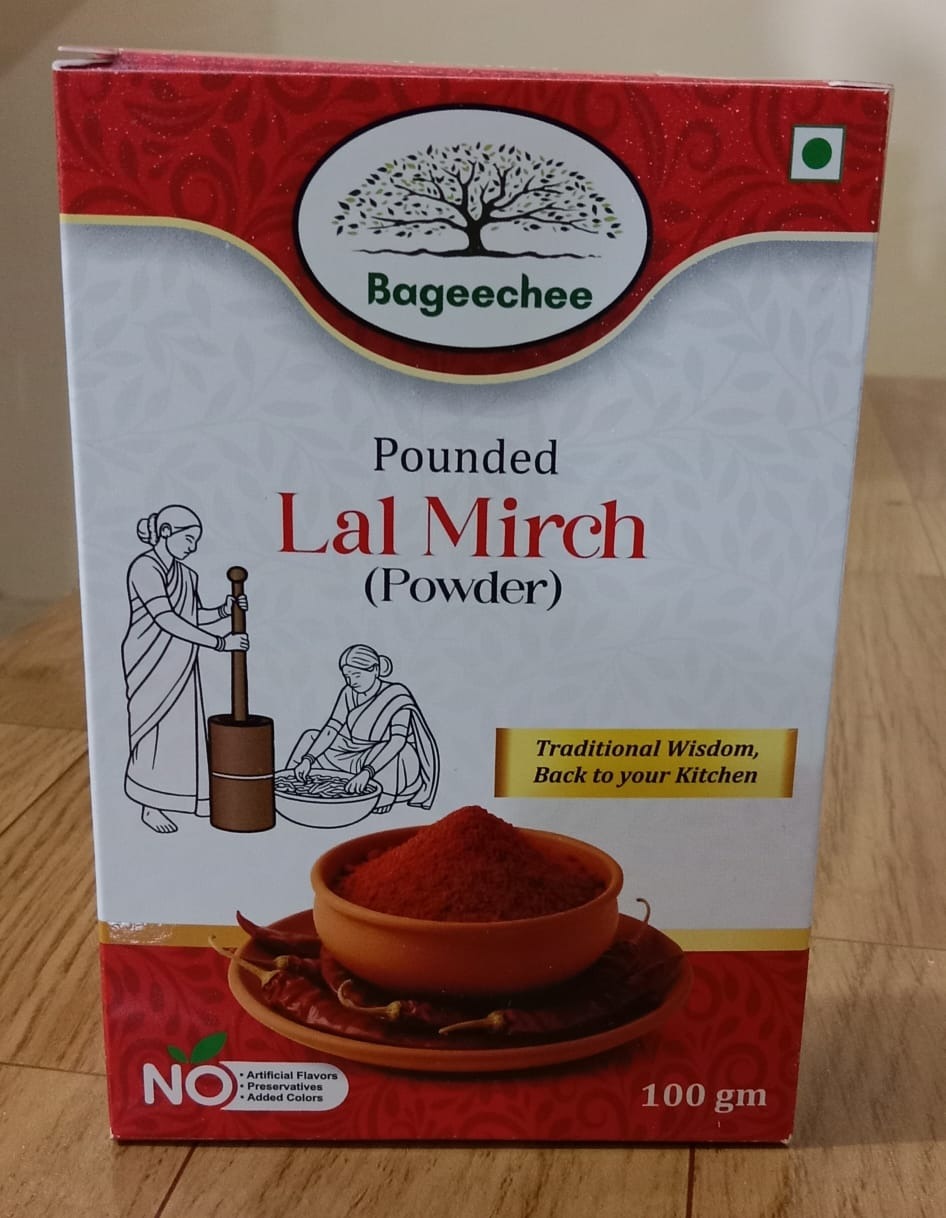 Bageechee
Pounded
Lal Mirch
(Powder)
Traditional Wisdom,
Back to your Kitchen
NO
• Artificial Flavors
• Preservatives
• Added Colors
100 gm